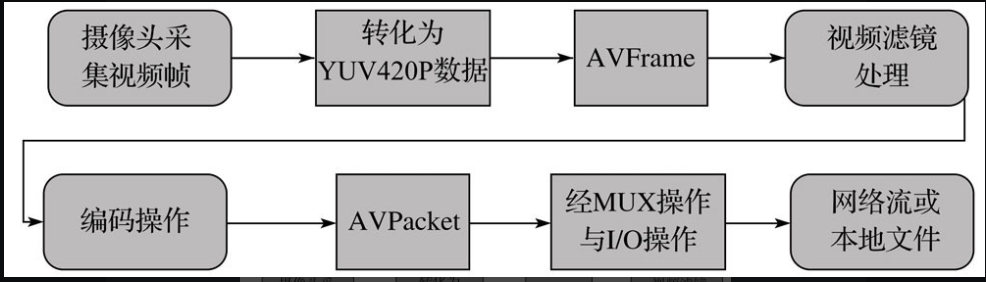 摄像头采
集视频帧
转化为
YUV420P数据
AVFrame
视频滤镜
处理
编码操作
AVPacket
经MUX操作
与I/O操作
网络流或
本地文件